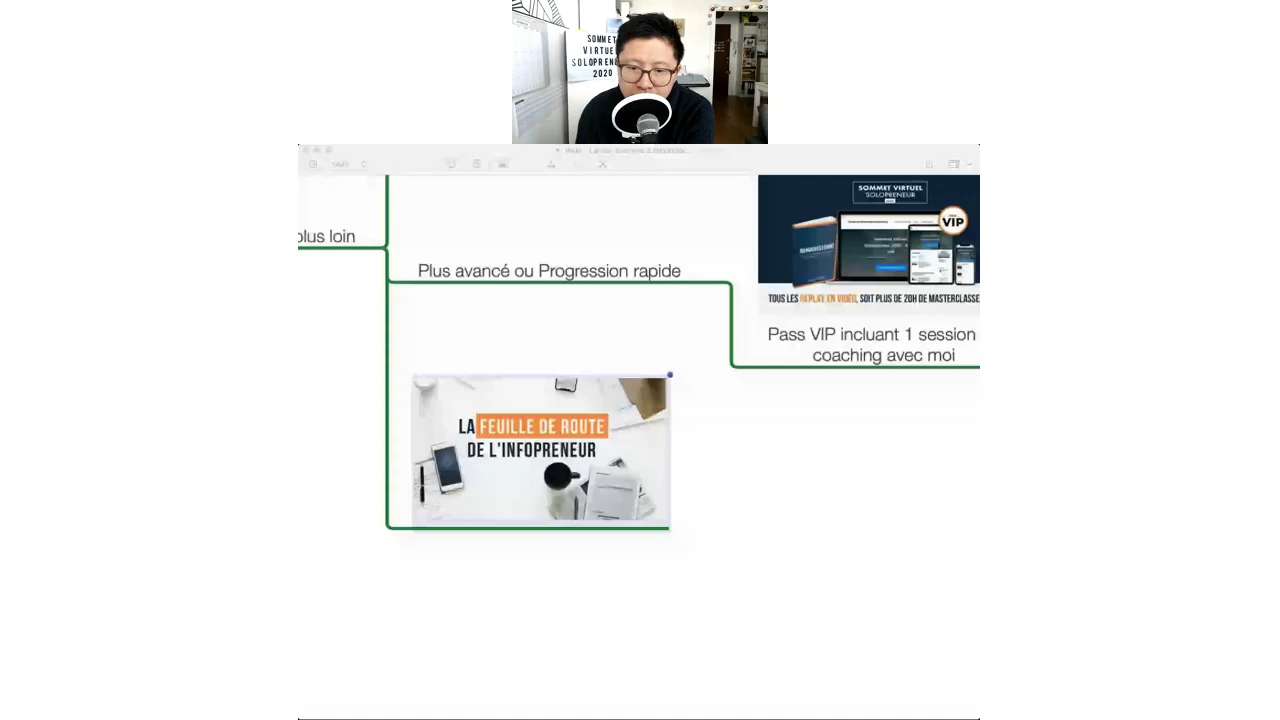 SOMMET
VIRTUEL
SOLOPRENEUR
2020
plus loin
Plus avancé ou Progression rapide
SOMMET VIRTUEL
SOLOPRENEUR
VIP
TOUS LES REPLAY EN VIDÉO, SOIT PLUS DE 20H DE MASTERCLASSE
Pass VIP incluant 1 session
coaching avec moi
LA FEUILLE DE ROUTE
DE L'INFOPRENEUR